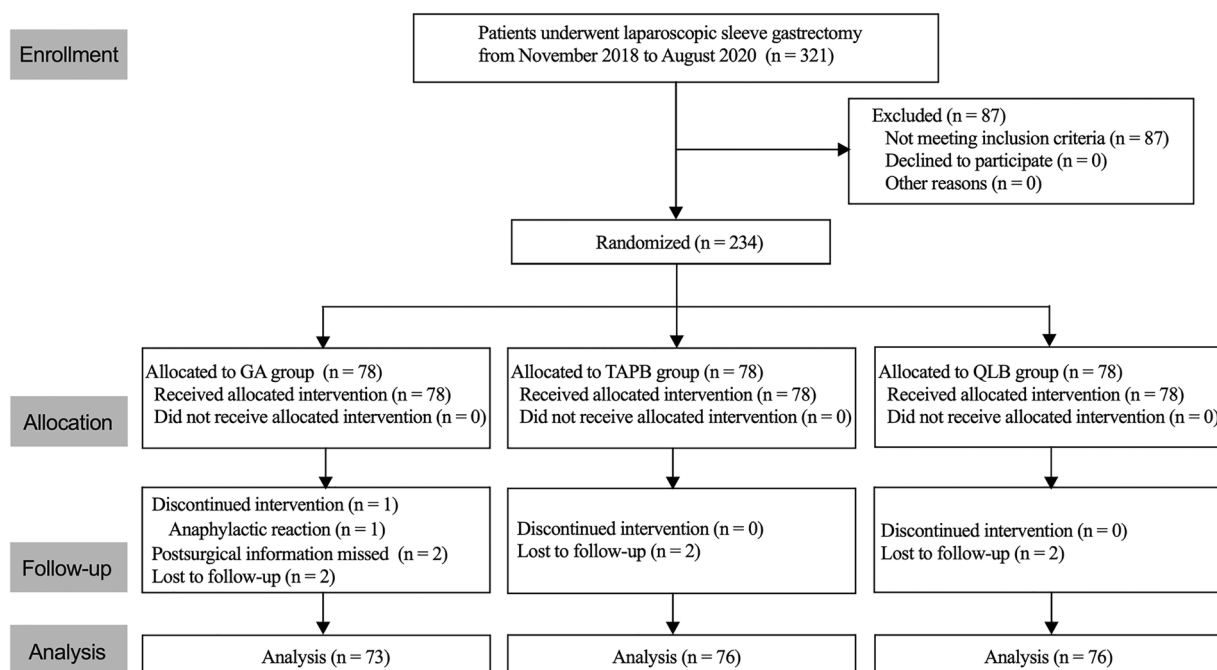 Enrollment
Patients underwent laparoscopic sleeve gastrectomy
from November 2018 to August 2020 (n = 321)
Excluded (n = 87)
Not meeting inclusion criteria (n = 87)
Declined to participate (n = 0)
Other reasons (n = 0)
Randomized (n = 234)
Allocation
Allocated to GA group (n = 78)
Received allocated intervention (n = 78)
Did not receive allocated intervention (n = 0)
Allocated to TAPB group (n = 78)
Received allocated intervention (n = 78)
Did not receive allocated intervention (n = 0)
Allocated to QLB group (n = 78)
Received allocated intervention (n = 78)
Did not receive allocated intervention (n = 0)
Follow-up
Discontinued intervention (n = 1)
Anaphylactic reaction (n = 1)
Postsurgical information missed (n = 2)
Lost to follow-up (n = 2)
Discontinued intervention (n = 0)
Lost to follow-up (n = 2)
Discontinued intervention (n = 0)
Lost to follow-up (n = 2)
Analysis
Analysis (n = 73)
Analysis (n = 76)
Analysis (n = 76)